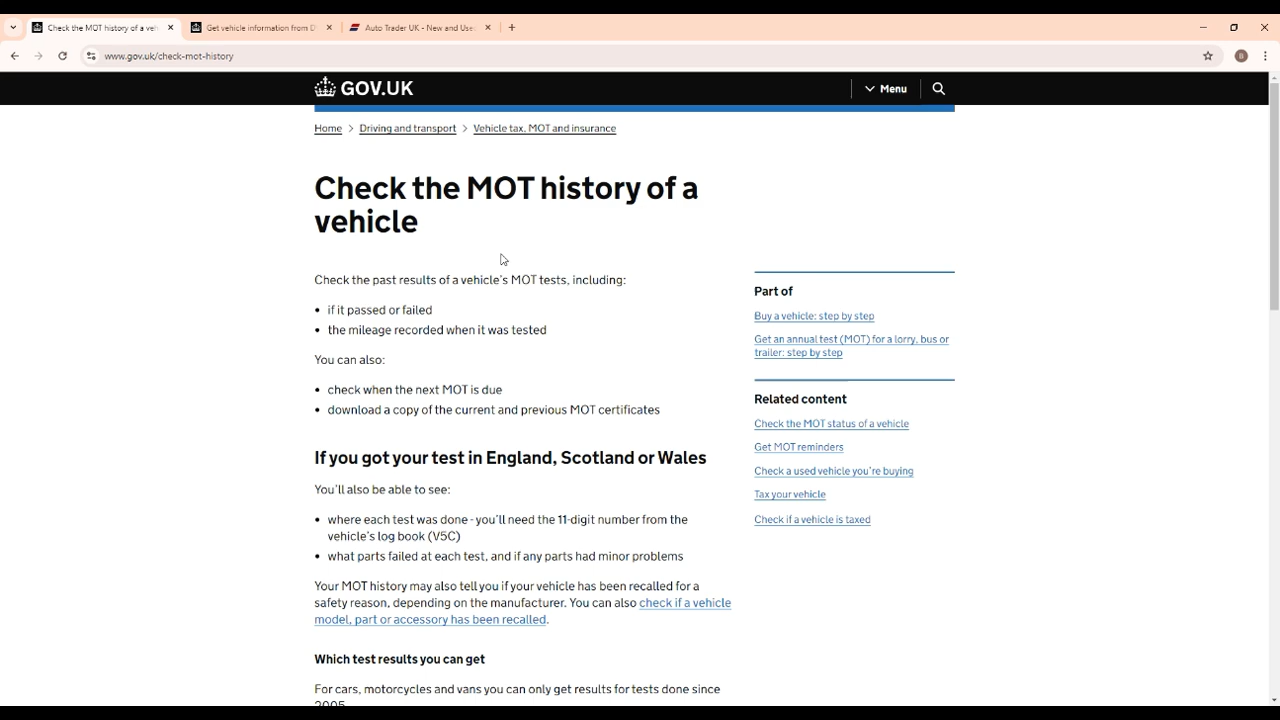 Check the MOT history of a veh
Get vehicle information from D
Auto Trader UK - New and Use
www.gov.uk/check-mot-history
B
GOV.UK
Menu
Home > Driving and transport > Vehicle tax, MOT and insurance
Check the MOT history of a
vehicle
Check the past results of a vehicle's MOT tests, including:
• if it passed or failed
• the mileage recorded when it was tested
You can also:
• check when the next MOT is due
• download a copy of the current and previous MOT certificates
If you got your test in England, Scotland or Wales
You'll also be able to see:
• where each test was done - you'll need the 11-digit number from the
vehicle's log book (V5C)
• what parts failed at each test, and if any parts had minor problems
Your MOT history may also tell you if your vehicle has been recalled for a
safety reason, depending on the manufacturer. You can also check if a vehicle
model, part or accessory has been recalled.
Which test results you can get
For cars, motorcycles and vans you can only get results for tests done since
2005.
Part of
Buy a vehicle: step by step
Get an annual test (MOT) for a lorry, bus or
trailer: step by step
Related content
Check the MOT status of a vehicle
Get MOT reminders
Check a used vehicle you're buying
Tax your vehicle
Check if a vehicle is taxed